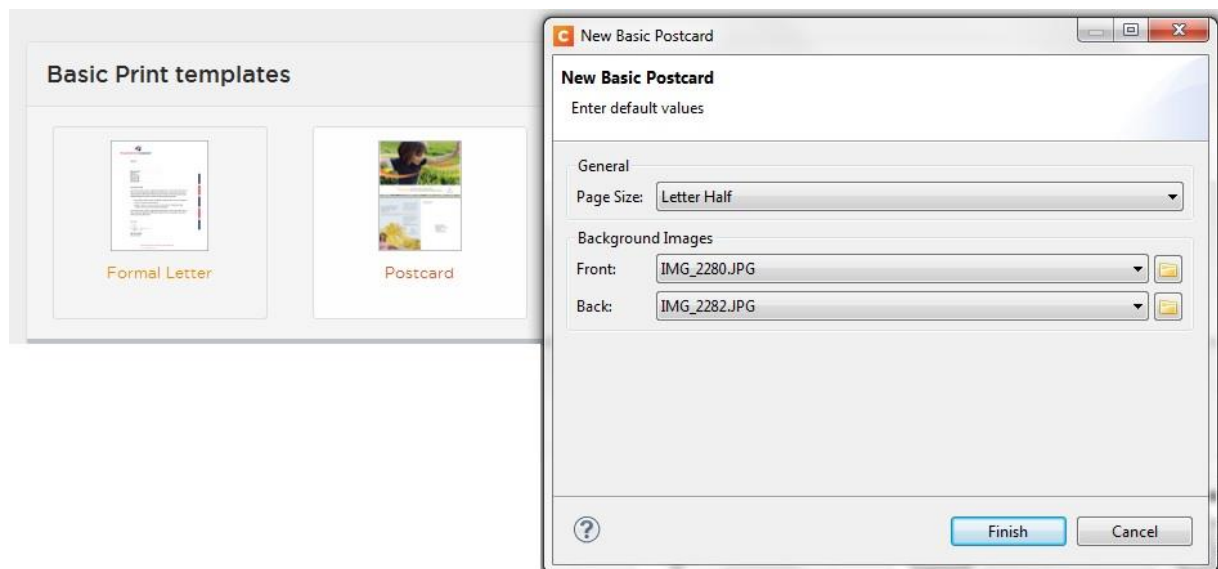 Basic Print templates
Formal Letter
Postcard
C New Basic Postcard
New Basic Postcard
Enter default values
General
Page Size: Letter Half
Background Images
Front: IMG_2280.JPG
Back: IMG_2282.JPG
?
Finish Cancel